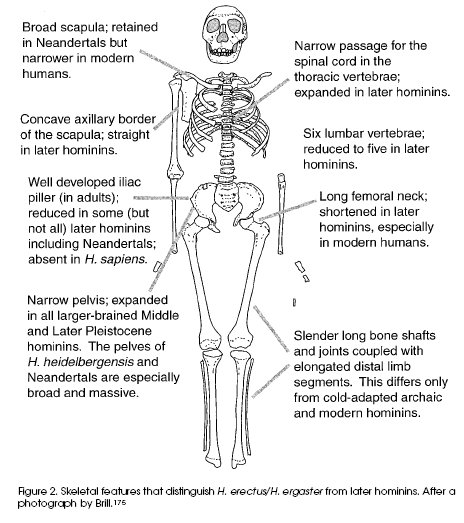 Broad scapula; retained
in Neandertals but
narrower in modern
humans.
Concave axillary border
of the scapula; straight
in later hominins.
Well developed iliac
piller (in adults);
reduced in some (but
not all) later hominins
including Neandertals;
absent in H. sapiens.
Narrow pelvis; expanded
in all larger-brained Middle
and Later Pleistocene
hominins. The pelves of
H. heidelbergensis and
Neandertals are especially
broad and massive.
Narrow passage for the
spinal cord in the
thoracic vertebrae;
expanded in later hominins.
Six lumbar vertebrae;
reduced to five in later
hominins.
Long femoral neck;
shortened in later
hominins, especially
in modern humans.
Slender long bone shafts
and joints coupled with
elongated distal limb
segments. This differs only
from cold-adapted archaic
and modern hominins.
Figure 2. Skeletal features that distinguish H. erectus/H. ergaster from later hominins. After a
photograph by Brill.176